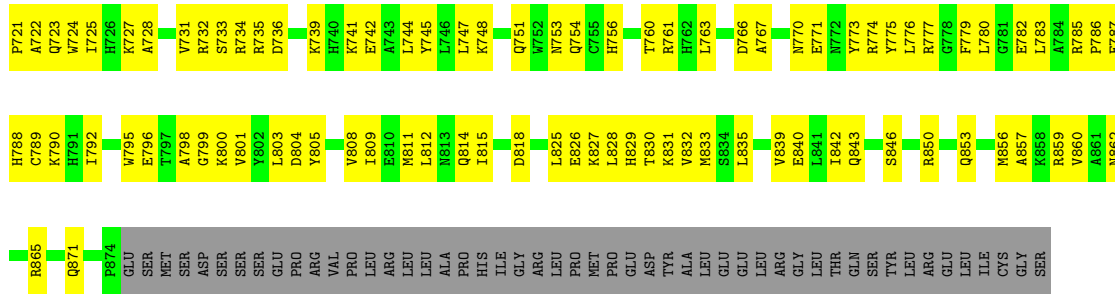 P721 A722 Q723 W724 I725 H726 K727 A728 V731 R732 S733 R734 R735 D736 K739 H740 K741 E742 A743 L744 Y745 L746 L747 K748 Q751 W752 N753 Q754 C755 H756 T760 R761 H762 L763 D766 A767 N770 E771 N772 Y773 R774 Y775 L776 R777 G778 F779 L780 G781 E782 L783 A784 R785 P786
H788 C789 K790 H791 I792 W795 E796 T797 A798 G799 K800 V801 Y802 L803 D804 Y805 V808 I809 E810 M811 L812 N813 Q814 I815 D818 L825 E826 K827 L828 H829 T830 K831 V832 M833 S834 L835 V839 E840 L841 I842 Q843 S846 R850 Q853 M856 A857 K858 R859 V860 A861 N862
R865 Q871 P874 GLU SER MET SER ASP SER SER SER GLU PRO ARG VAL PRO LEU ARG LEU LEU ALA PRO HIS ILE GLY ARG LEU PRO MET PRO GLU ASP TYR ALA LEU GLU GLU LEU ARG GLY LEU THR GLN SER TYR LEU ARG GLU LEU ILE CYS GLY SER